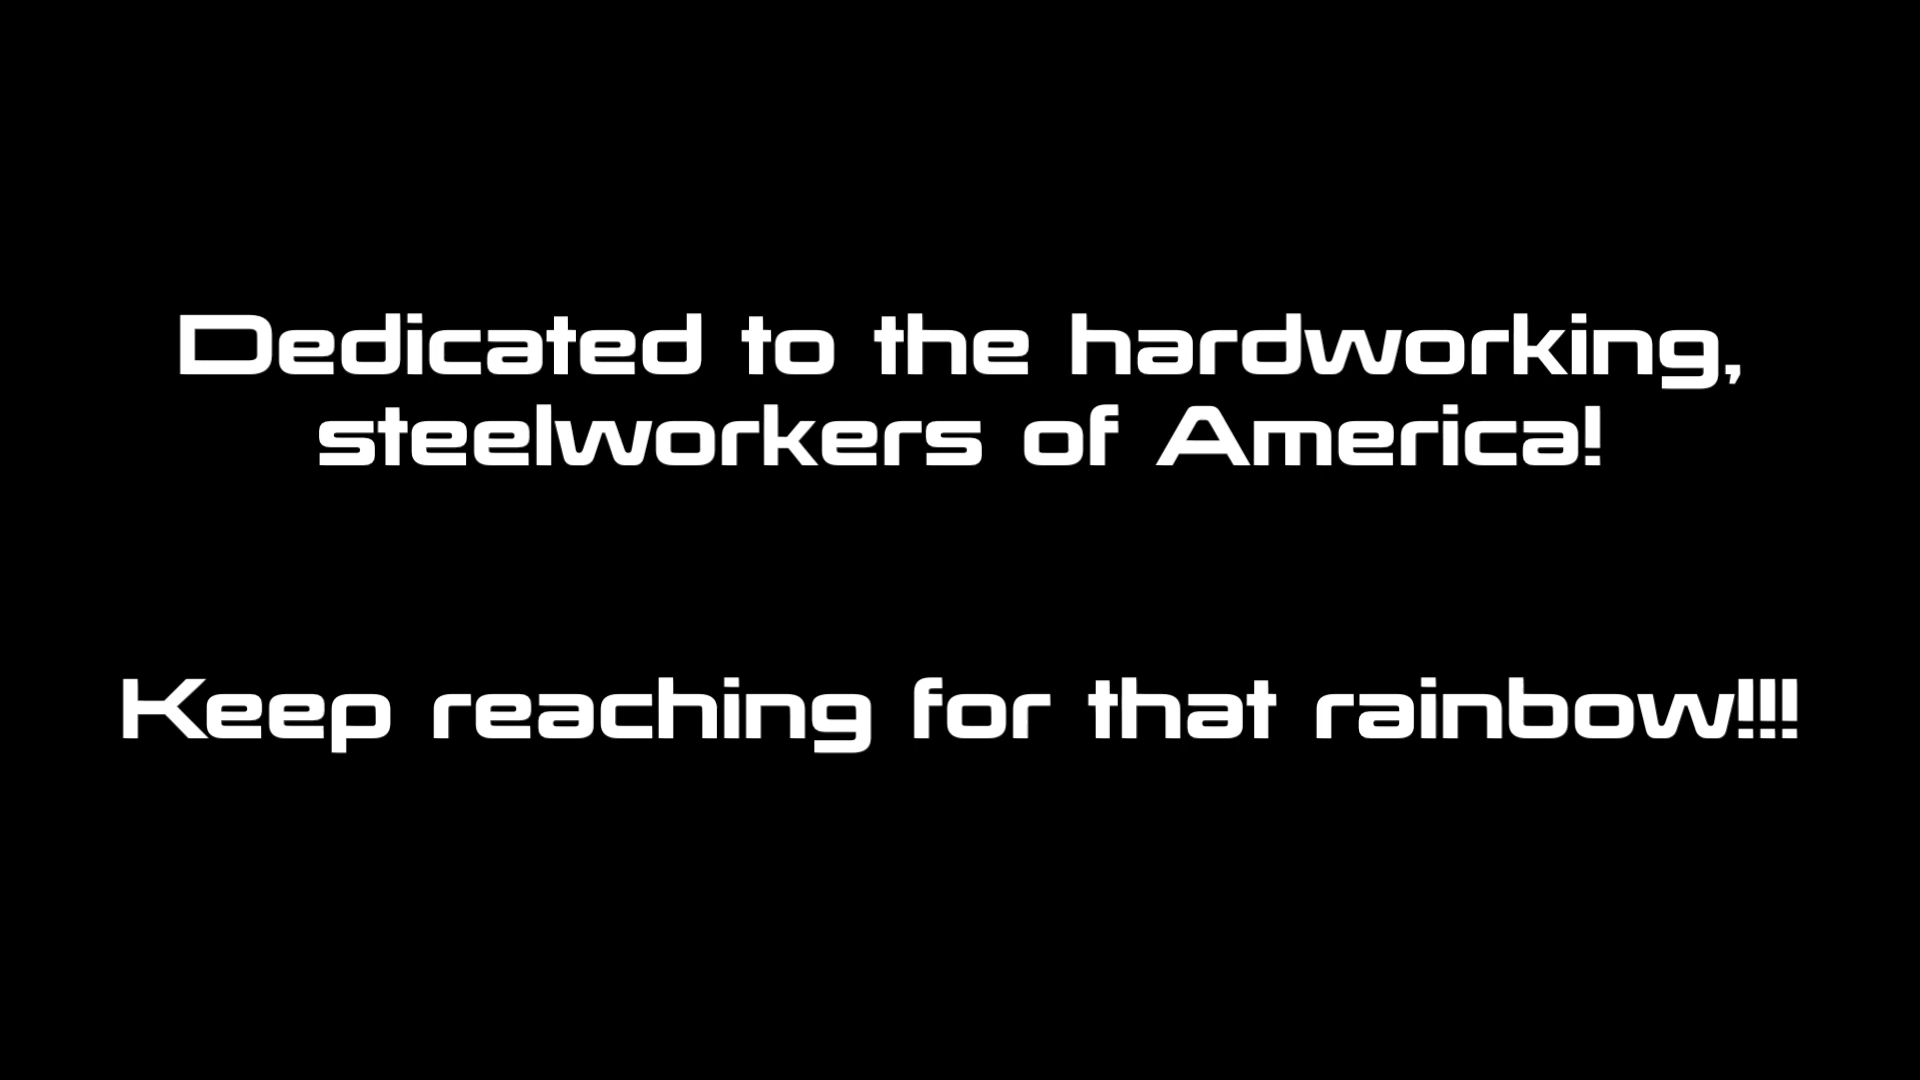 Dedicated to the hardworking,
steelworkers of America!
Keep reaching for that rainbow!!!